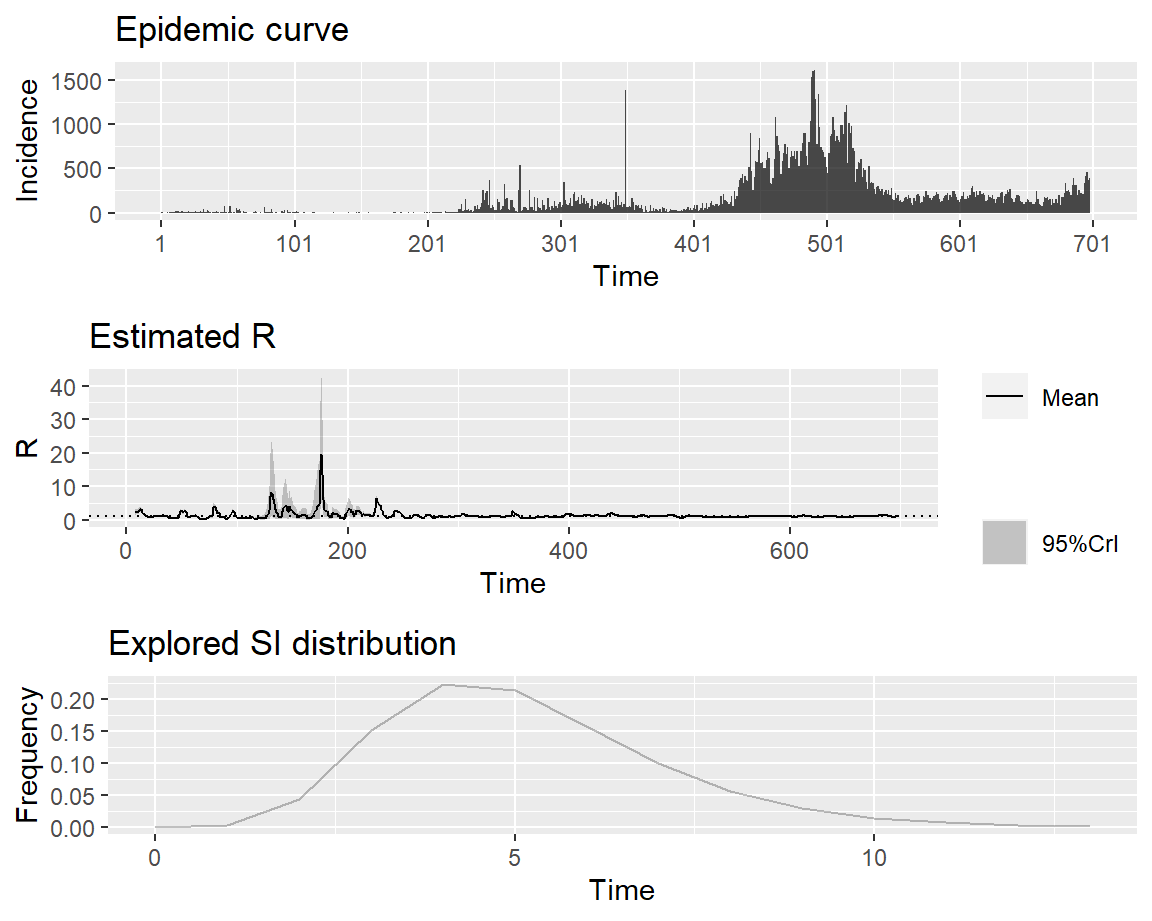 Epidemic curve
Incidence
1500
1000
500
0
1 101 201 301 401 501 601 701
Time
Estimated R
R
40
30
20
10
0
0 200 400 600
Time
Mean
95%CrI
Explored SI distribution
Frequency
0.20
0.15
0.10
0.05
0.00
0 5 10
Time